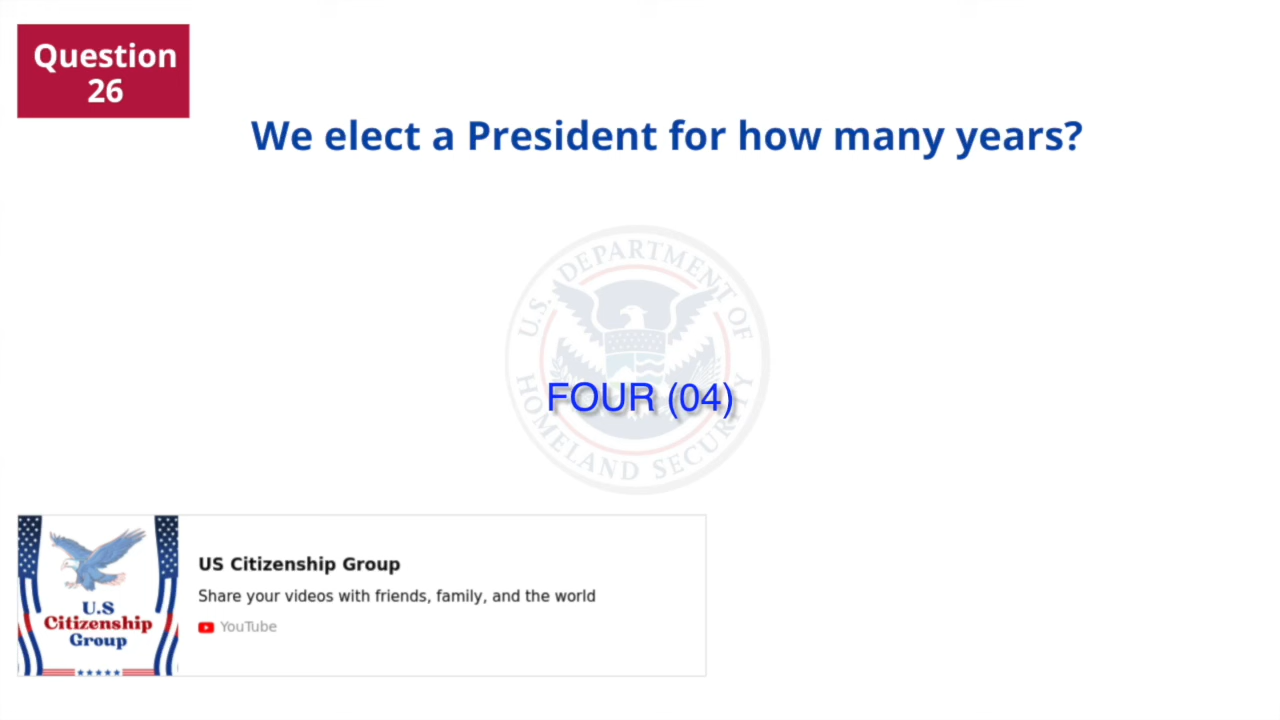 Question
26
We elect a President for how many years?
U.S. DEPARTMENT OF
HOMELAND SECURITY
FOUR (04)
U.S
Citizenship
Group
US Citizenship Group
Share your videos with friends, family, and the world
YouTube